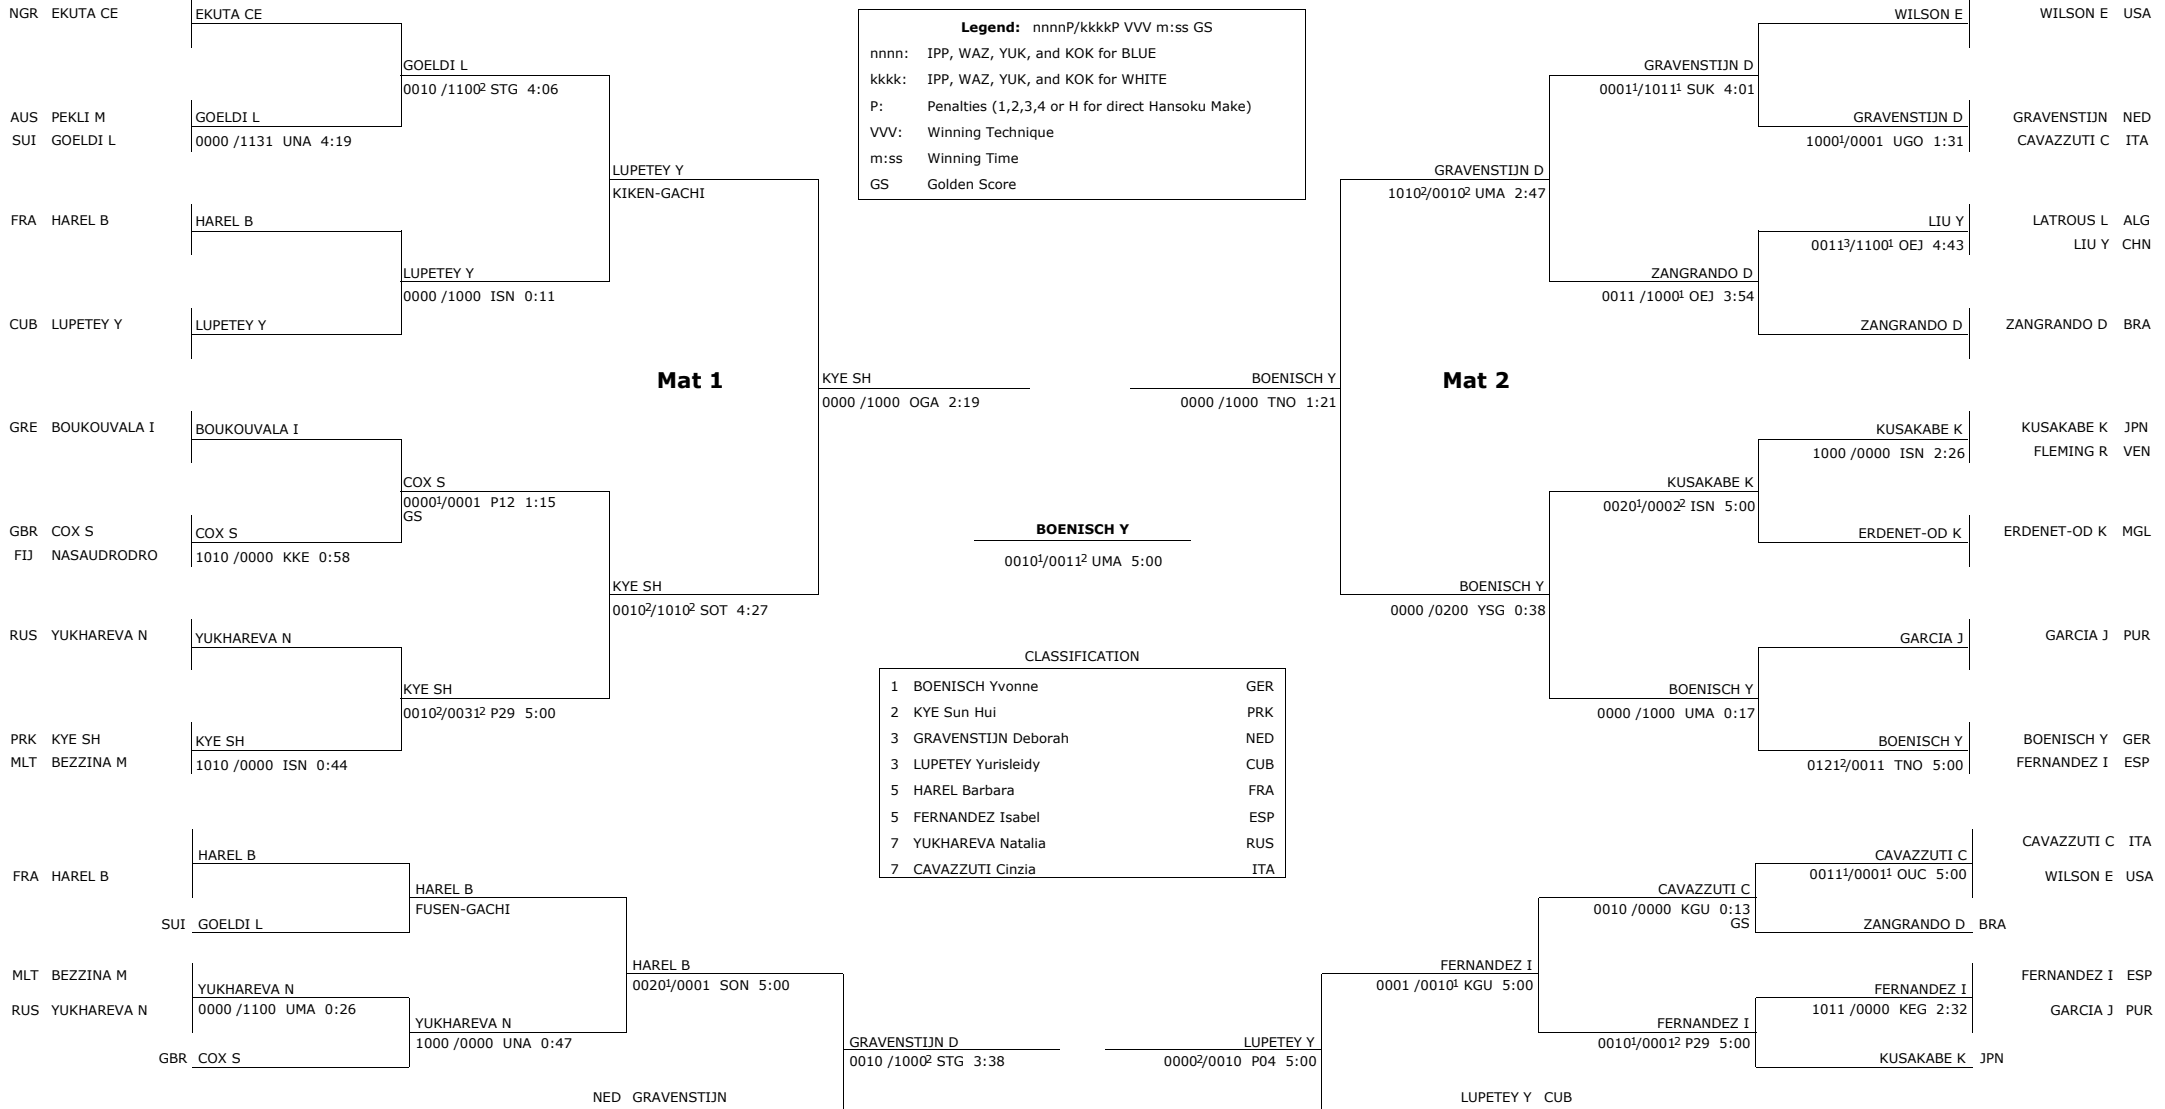 NGR EKUTA CE
EKUTA CE
GOELDI L
0010 /1100² STG 4:06
AUS PEKLI M
SUI GOELDI L
GOELDI L
0000 /1131 UNA 4:19
LUPETEY Y
KIKEN-GACHI
FRA HAREL B
HAREL B
LUPETEY Y
0000 /1000 ISN 0:11
CUB LUPETEY Y
LUPETEY Y
Mat 1
KYE SH
0000 /1000 OGA 2:19
GRE BOUKOUVALA I
BOUKOUVALA I
COX S
0000¹/0001 P12 1:15
GS
GBR COX S
FIJ NASAUDRODRO
COX S
1010 /0000 KKE 0:58
KYE SH
0010²/1010² SOT 4:27
RUS YUKHAREVA N
YUKHAREVA N
KYE SH
0010²/0031² P29 5:00
PRK KYE SH
MLT BEZZINA M
KYE SH
1010 /0000 ISN 0:44
Legend: nnnnP/kkkkP VVV m:ss GS
nnnn: IPP, WAZ, YUK, and KOK for BLUE
kkkk: IPP, WAZ, YUK, and KOK for WHITE
P: Penalties (1,2,3,4 or H for direct Hansoku Make)
VVV: Winning Technique
m:ss Winning Time
GS Golden Score
WILSON E
WILSON E USA
GRAVENSTIJN D
0001¹/1011¹ SUK 4:01
GRAVENSTIJN D
1000¹/0001 UGO 1:31
GRAVENSTIJN NED
CAVAZZUTI C ITA
GRAVENSTIJN D
1010²/0010² UMA 2:47
LIU Y
0011³/1100¹ OEJ 4:43
LATROUS L ALG
LIU Y CHN
ZANGRANDO D
0011 /1000¹ OEJ 3:54
ZANGRANDO D
ZANGRANDO D BRA
BOENISCH Y
0000 /1000 TNO 1:21
Mat 2
KUSAKABE K
1000 /0000 ISN 2:26
KUSAKABE K JPN
FLEMING R VEN
KUSAKABE K
0020¹/0002² ISN 5:00
ERDENET-OD K
ERDENET-OD K MGL
BOENISCH Y
0000 /0200 YSG 0:38
GARCIA J
GARCIA J PUR
BOENISCH Y
0000 /1000 UMA 0:17
BOENISCH Y
0121²/0011 TNO 5:00
BOENISCH Y GER
FERNANDEZ I ESP
BOENISCH Y
0010¹/0011² UMA 5:00
CLASSIFICATION
1 BOENISCH Yvonne GER
2 KYE Sun Hui PRK
3 GRAVENSTIJN Deborah NED
3 LUPETEY Yurisleidy CUB
5 HAREL Barbara FRA
5 FERNANDEZ Isabel ESP
7 YUKHAREVA Natalia RUS
7 CAVAZZUTI Cinzia ITA
HAREL B
FRA HAREL B
HAREL B
FUSEN-GACHI
SUI GOELDI L
HAREL B
0020¹/0001 SON 5:00
MLT BEZZINA M
RUS YUKHAREVA N
YUKHAREVA N
0000 /1100 UMA 0:26
YUKHAREVA N
1000 /0000 UNA 0:47
GBR COX S
GRAVENSTIJN D
0010 /1000² STG 3:38
NED GRAVENSTIJN
CAVAZZUTI C ITA
CAVAZZUTI C
0011¹/0001¹ OUC 5:00
WILSON E USA
CAVAZZUTI C
0010 /0000 KGU 0:13
GS
ZANGRANDO D BRA
FERNANDEZ I
0001 /0010¹ KGU 5:00
FERNANDEZ I ESP
FERNANDEZ I
1011 /0000 KEG 2:32
GARCIA J PUR
FERNANDEZ I
0010¹/0001² P29 5:00
KUSAKABE K JPN
LUPETEY Y
0000²/0010 P04 5:00
LUPETEY Y CUB